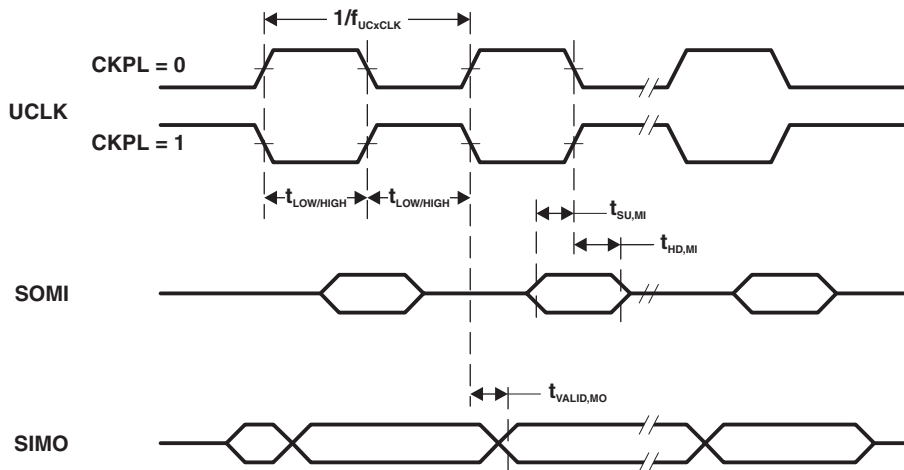 1/fUCxCLK
CKPL = 0
UCLK
CKPL = 1
tLOW/HIGH tLOW/HIGH
tSU,MI
tHD,MI
SOMI
tVALID,MO
SIMO